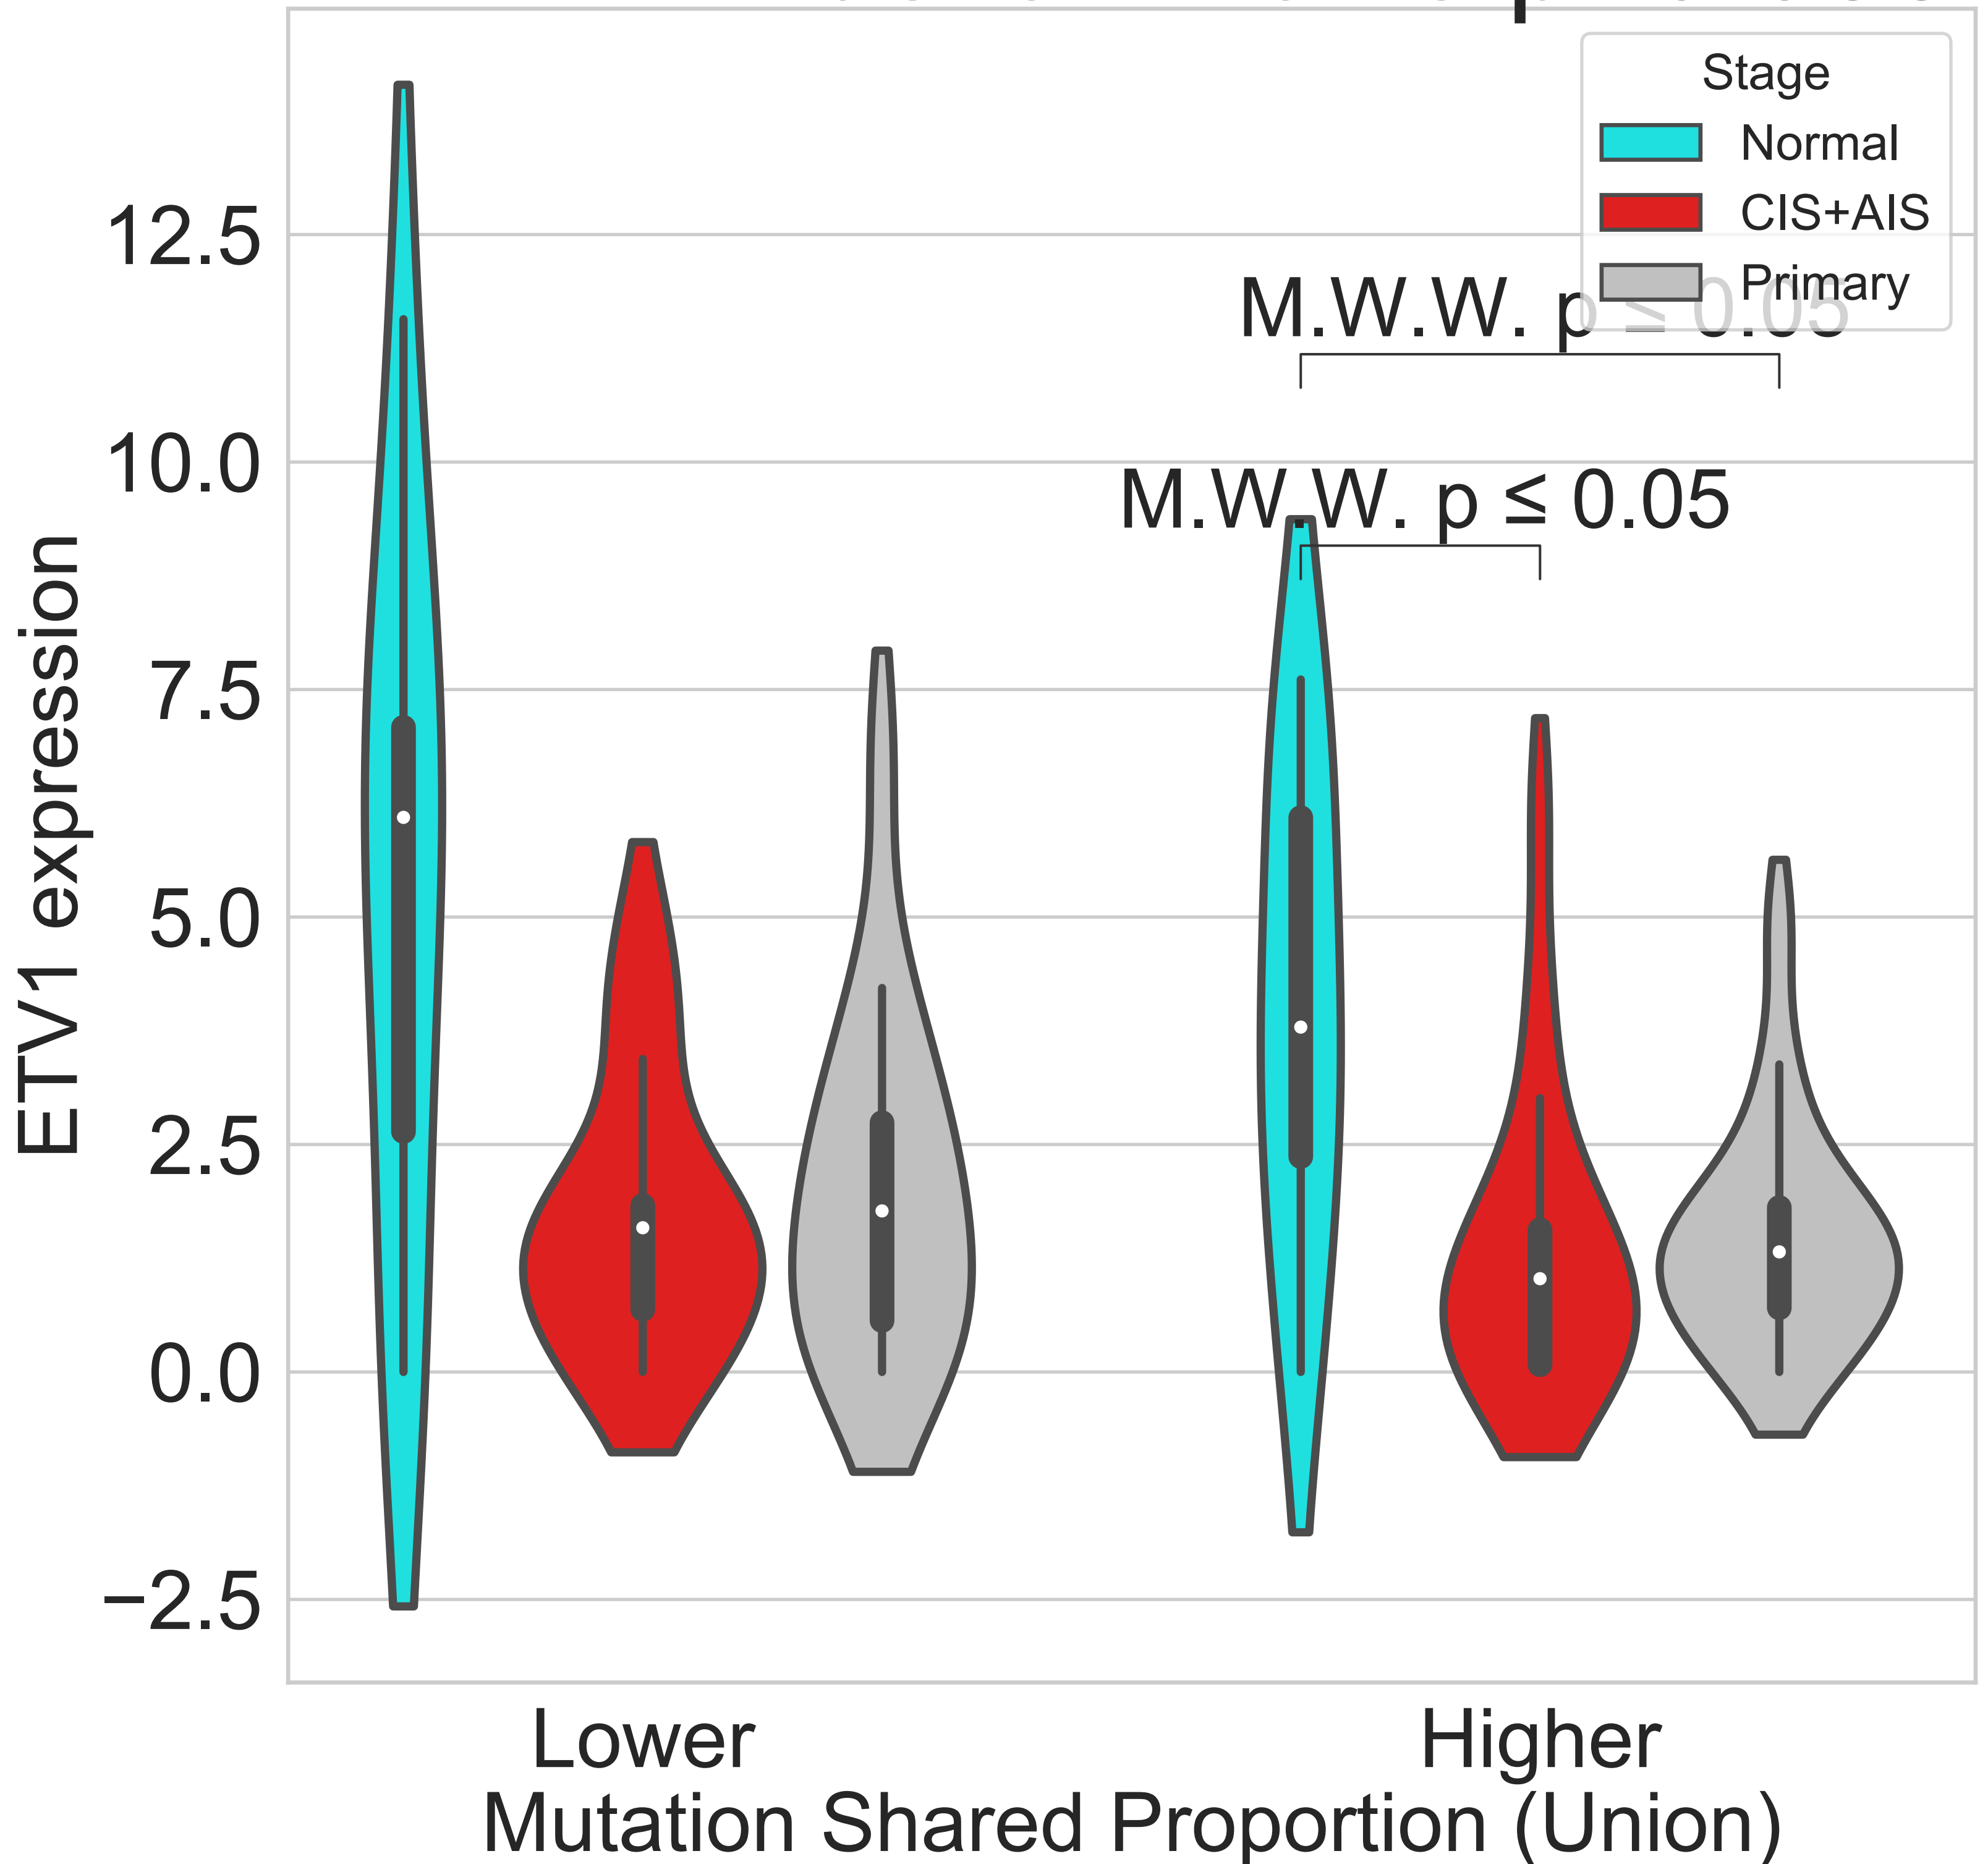 Stage
Normal
CIS+AIS
Primary
12.5
10.0
7.5
5.0
2.5
0.0
−2.5
ETV1 expression
M.W.W. p ≤ 0.05
M.W.W. p ≤ 0.05
Lower
Higher
Mutation Shared Proportion (Union)